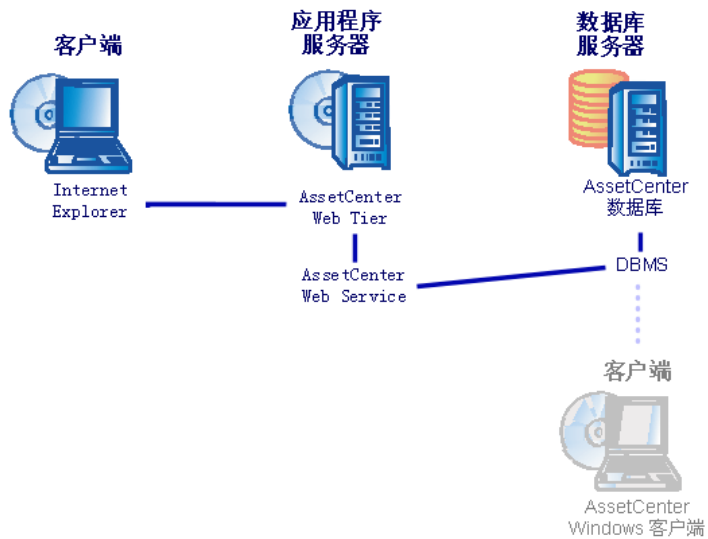 客户端
Internet
Explorer
应用程序
服务器
AssetCenter
Web Tier
AssetCenter
Web Service
数据库
服务器
AssetCenter
数据库
DBMS
客户端
AssetCenter
Windows 客户端